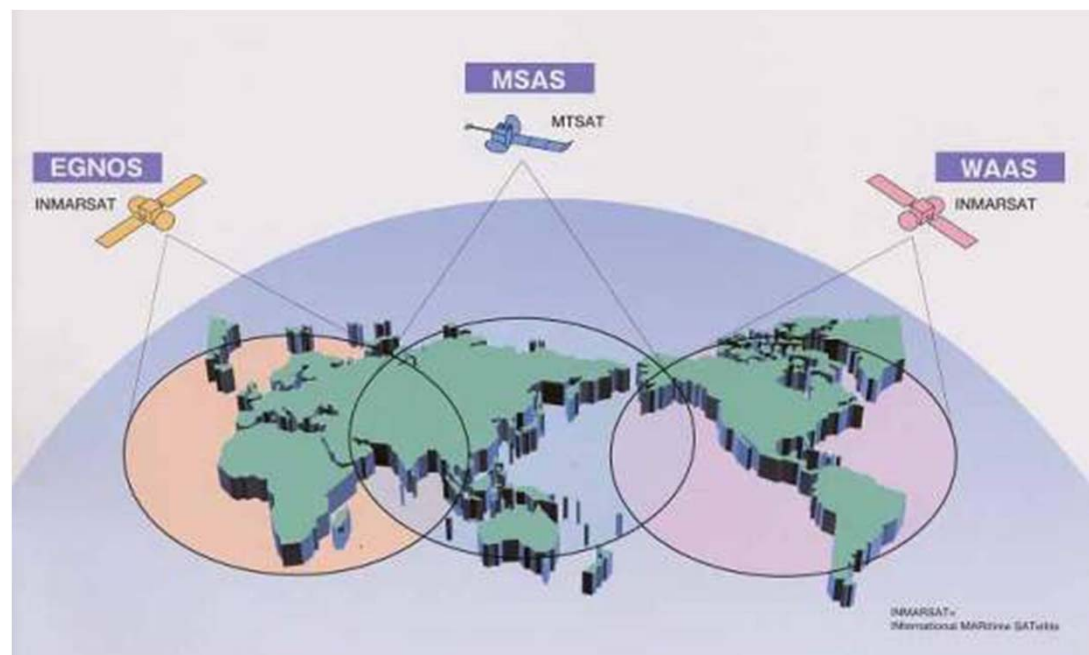 MSAS
MTSAT
EGNOS
INMARSAT
WAAS
INMARSAT
INMARSAT=
INternational MARitime SATellite